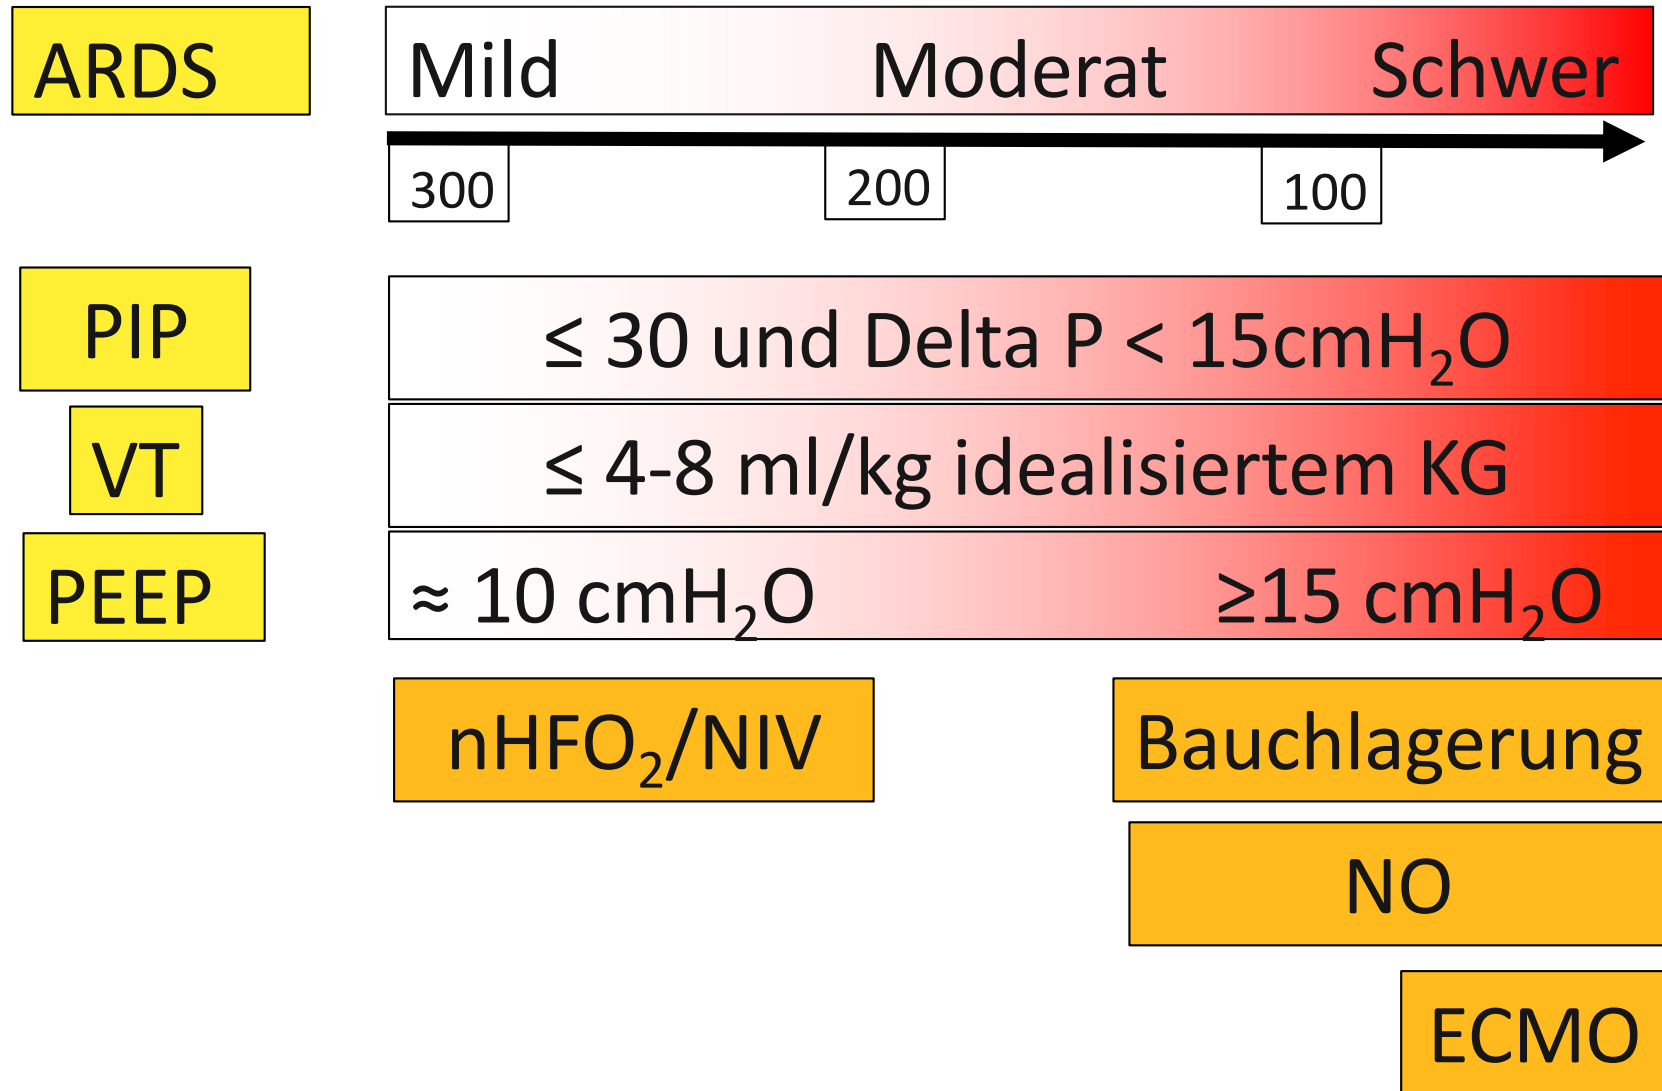 ARDS Mild Moderat Schwer
300 200 100
PIP ≤ 30 und Delta P < 15cmH₂O
VT ≤ 4-8 ml/kg idealisiertem KG
PEEP ≈ 10 cmH₂O ≥15 cmH₂O
nHFO₂/NIV Bauchlagerung
NO
ECMO